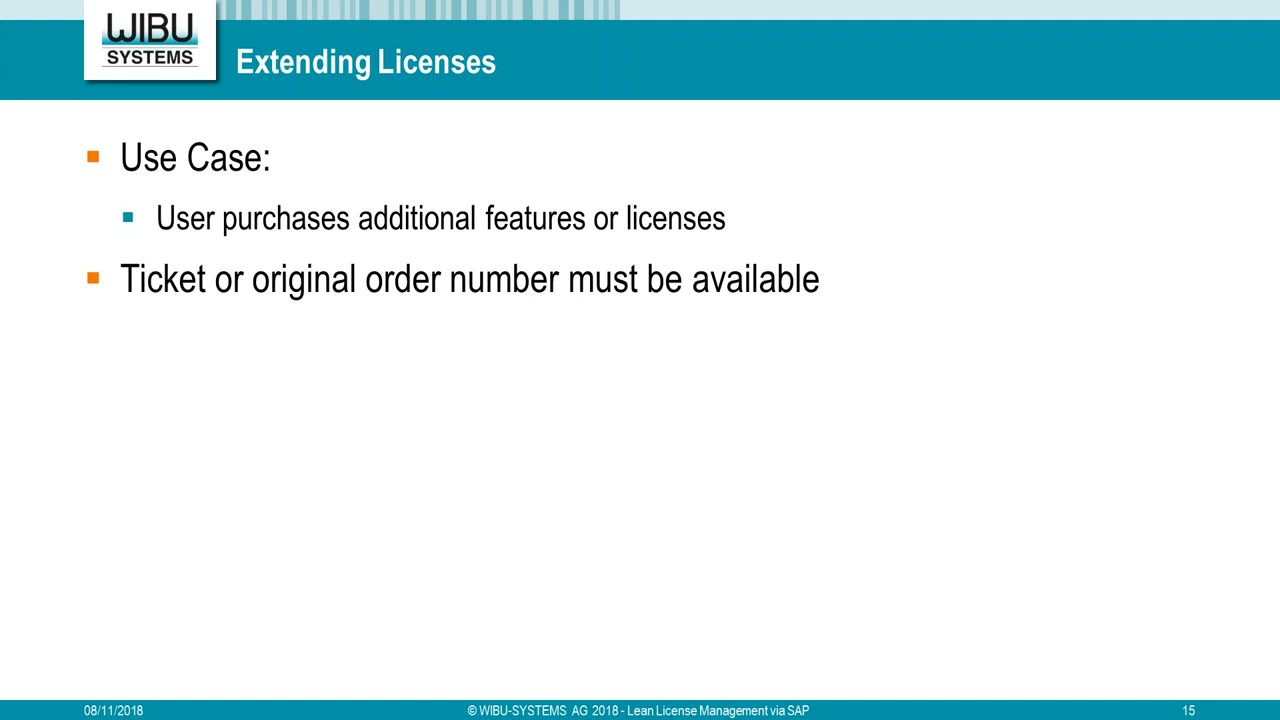 WIBU
SYSTEMS
Extending Licenses
Use Case:
User purchases additional features or licenses
Ticket or original order number must be available
08/11/2018
© WIBU-SYSTEMS AG 2018 - Lean License Management via SAP
15